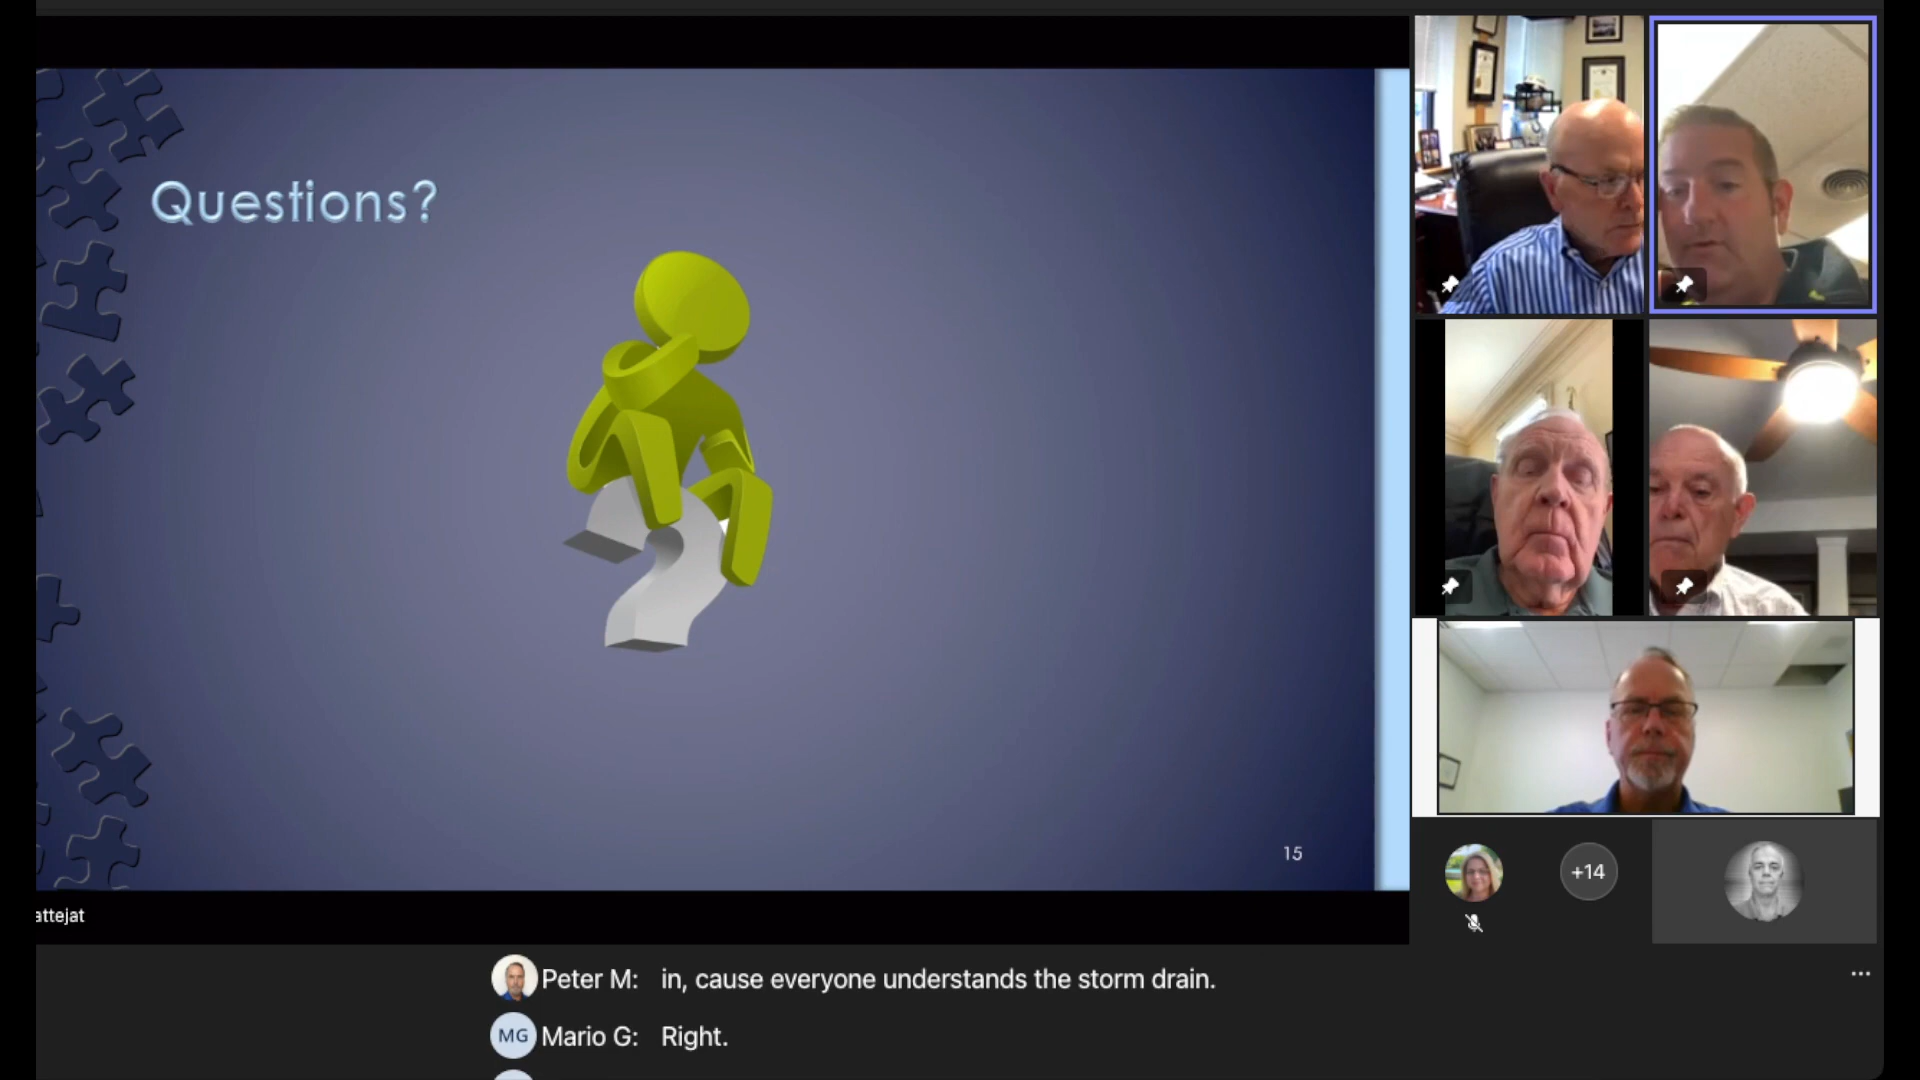 Questions?
15
attejat
+14
Peter M: in, cause everyone understands the storm drain.
MG Mario G: Right.